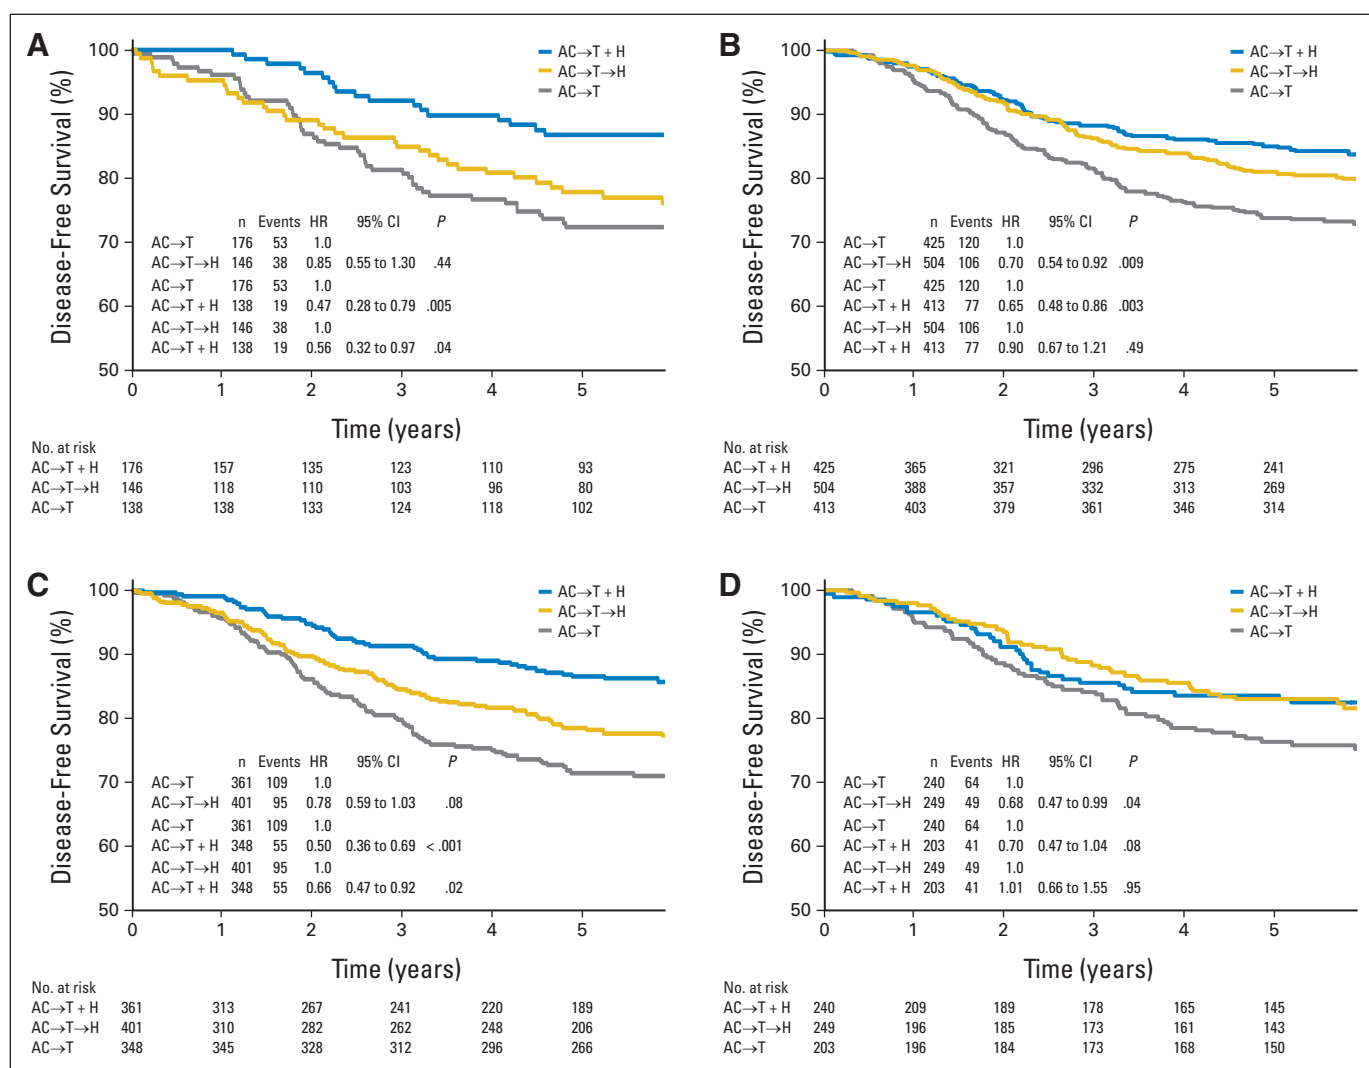 A
100
90
80
70
60
50
Disease-Free Survival (%)
AC→T + H
AC→T→H
AC→T
n Events HR 95% CI P
AC→T 176 53 1.0
AC→T→H 146 38 0.85 0.55 to 1.30 .44
AC→T 176 53 1.0
AC→T + H 138 19 0.47 0.28 to 0.79 .005
AC→T→H 146 38 1.0
AC→T + H 138 19 0.56 0.32 to 0.97 .04
0 1 2 3 4 5
Time (years)
No. at risk
AC→T + H 176 157 135 123 110 93
AC→T→H 146 118 110 103 96 80
AC→T 138 138 133 124 118 102
B
100
90
80
70
60
50
Disease-Free Survival (%)
AC→T + H
AC→T→H
AC→T
n Events HR 95% CI P
AC→T 425 120 1.0
AC→T→H 504 106 0.70 0.54 to 0.92 .009
AC→T 425 120 1.0
AC→T + H 413 77 0.65 0.48 to 0.86 .003
AC→T→H 504 106 1.0
AC→T + H 413 77 0.90 0.67 to 1.21 .49
0 1 2 3 4 5
Time (years)
No. at risk
AC→T + H 425 365 321 296 275 241
AC→T→H 504 388 357 332 313 269
AC→T 413 403 379 361 346 314
C
100
90
80
70
60
50
Disease-Free Survival (%)
AC→T + H
AC→T→H
AC→T
n Events HR 95% CI P
AC→T 361 109 1.0
AC→T→H 401 95 0.78 0.59 to 1.03 .08
AC→T 361 109 1.0
AC→T + H 348 55 0.50 0.36 to 0.69 < .001
AC→T→H 401 95 1.0
AC→T + H 348 55 0.66 0.47 to 0.92 .02
0 1 2 3 4 5
Time (years)
No. at risk
AC→T + H 361 313 267 241 220 189
AC→T→H 401 310 282 262 248 206
AC→T 348 345 328 312 296 266
D
100
90
80
70
60
50
Disease-Free Survival (%)
AC→T + H
AC→T→H
AC→T
n Events HR 95% CI P
AC→T 240 64 1.0
AC→T→H 249 49 0.68 0.47 to 0.99 .04
AC→T 240 64 1.0
AC→T + H 203 41 0.70 0.47 to 1.04 .08
AC→T→H 249 49 1.0
AC→T + H 203 41 1.01 0.66 to 1.55 .95
0 1 2 3 4 5
Time (years)
No. at risk
AC→T + H 240 209 189 178 165 145
AC→T→H 249 196 185 173 161 143
AC→T 203 196 184 173 168 150